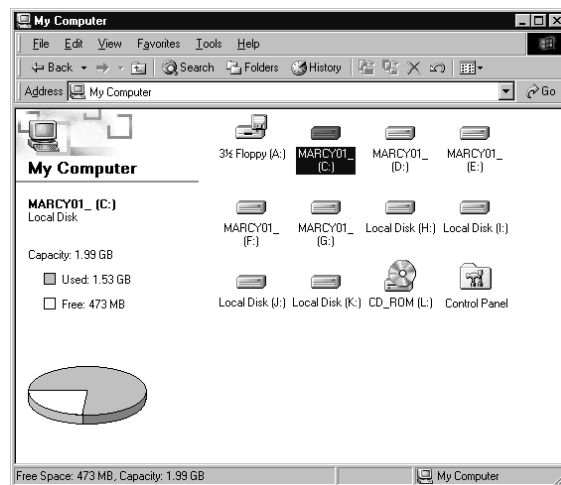 My Computer
File Edit View Favorites Tools Help
Back Search Folders History
Address My Computer Go
My Computer
MARCY01_ (C:)
Local Disk
Capacity: 1.99 GB
Used: 1.53 GB
Free: 473 MB
3½ Floppy (A:) MARCY01_ (C:) MARCY01_ (D:) MARCY01_ (E:)
MARCY01_ (F:) MARCY01_ (G:) Local Disk (H:) Local Disk (I:)
Local Disk (J:) Local Disk (K:) CD_ROM (L:) Control Panel
Free Space: 473 MB, Capacity: 1.99 GB My Computer